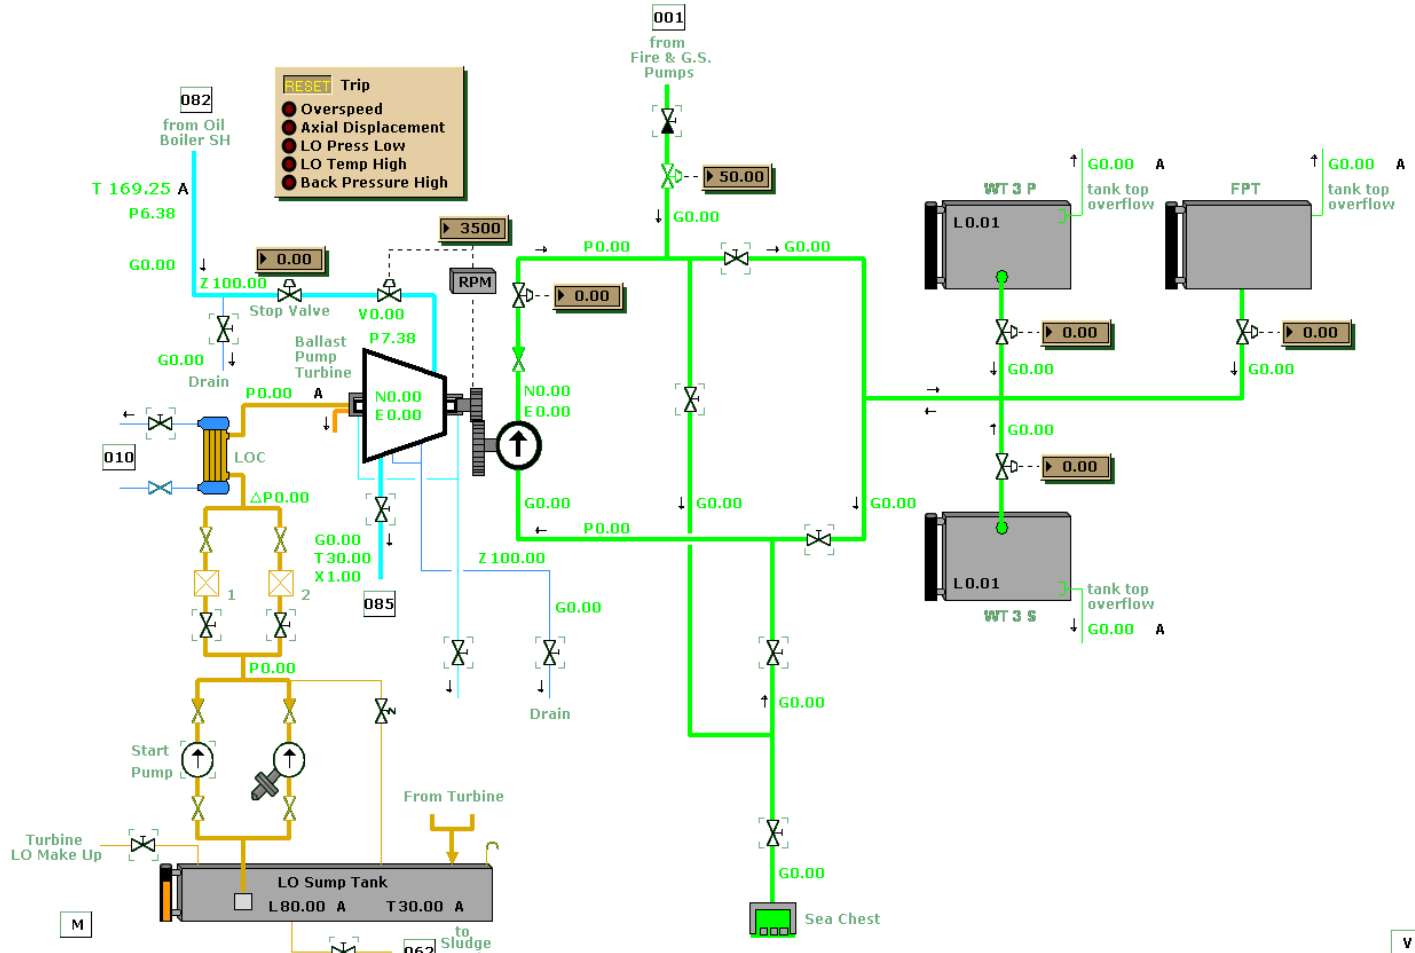 001
from
Fire & G.S.
Pumps
082
from Oil
Boiler SH
RESET Trip
Overspeed
Axial Displacement
LO Press Low
LO Temp High
Back Pressure High
T 169.25 A
P6.38
G0.00
Z 100.00
0.00
Stop Valve
3500
RPM
V0.00
P7.38
G0.00
Drain
Ballast
Pump
Turbine
N0.00
E0.00
P0.00 A
LOC
010
△P0.00
1
2
G0.00
T30.00
X1.00
085
P0.00
Start
Pump
Turbine
LO Make Up
From Turbine
LO Sump Tank
L80.00 A T30.00 A
to
Sludge
062
M
50.00
G0.00
P0.00
G0.00
0.00
N0.00
E0.00
G0.00
P0.00
G0.00
G0.00
Z 100.00
G0.00
Drain
G0.00
G0.00
Sea Chest
WT 3 P
L0.01
G0.00 A
tank top
overflow
FPT
G0.00 A
tank top
overflow
0.00
G0.00
0.00
G0.00
G0.00
0.00
L0.01
WT 3 S
tank top
overflow
G0.00 A
V